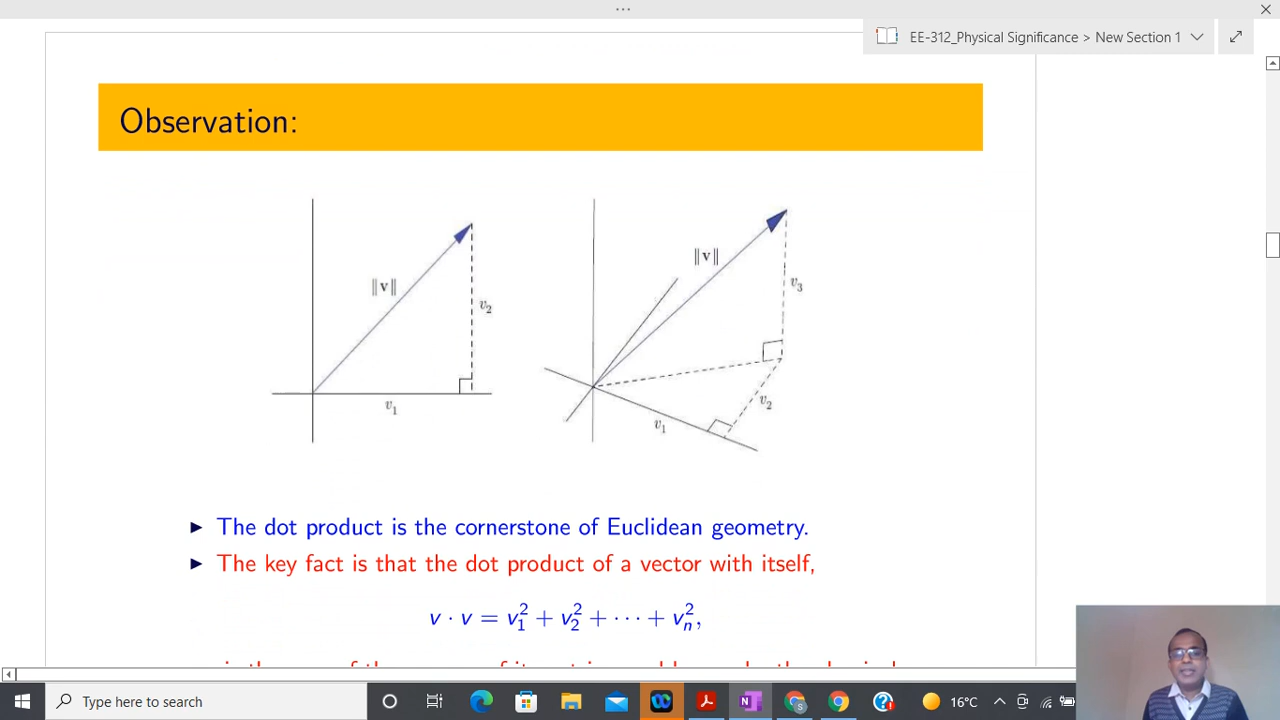 EE-312_Physical Significance > New Section 1
Observation:
‖v‖
v₂
v₁
‖v‖
v₃
v₂
v₁
► The dot product is the cornerstone of Euclidean geometry.
► The key fact is that the dot product of a vector with itself,
v · v = v₁² + v₂² + · · · + vₙ²,
Type here to search
16°C